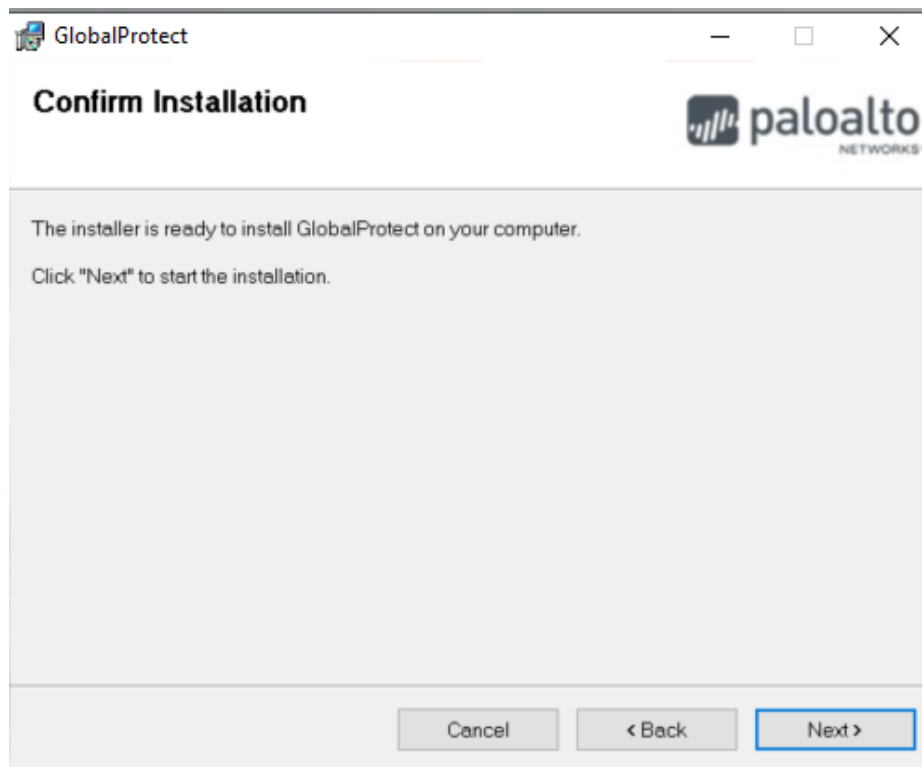 GlobalProtect
Confirm Installation
paloalto
NETWORKS
The installer is ready to install GlobalProtect on your computer.
Click "Next" to start the installation.
Cancel
< Back
Next >